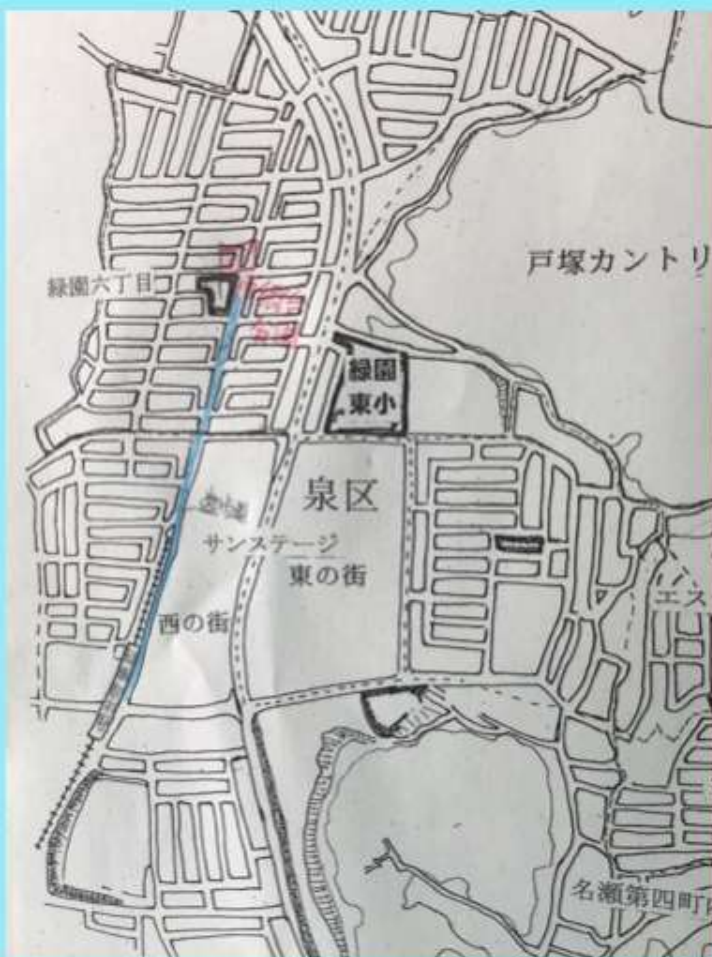 戸塚カントリ
緑園六丁目
緑園
東小
泉区
サンステージ
東の街
西の街
エス
名瀬第四町内